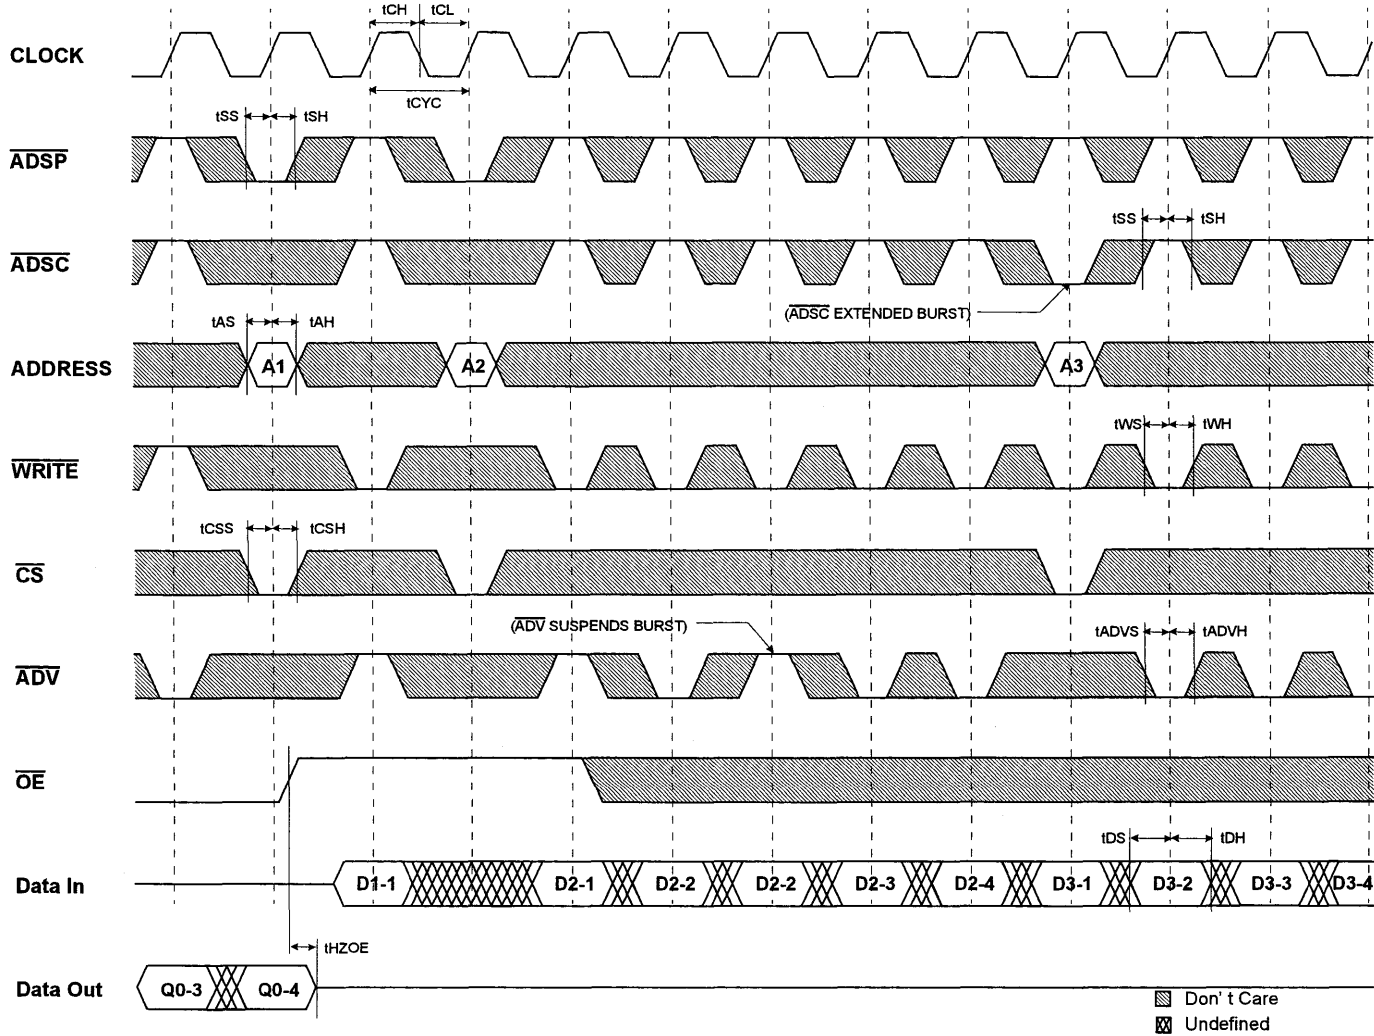 tCH tCL
CLOCK
tCYC
tSS tSH
ADSP
tSS tSH
ADSC
(ADSC EXTENDED BURST)
tAS tAH
ADDRESS A1 A2 A3
tWS tWH
WRITE
tCSS tCSH
CS
(ADV SUSPENDS BURST)
tADVS tADVH
ADV
OE
tDS tDH
Data In D1-1 D2-1 D2-2 D2-2 D2-3 D2-4 D3-1 D3-2 D3-3 D3-4
tHZOE
Data Out Q0-3 Q0-4
Don' t Care
Undefined